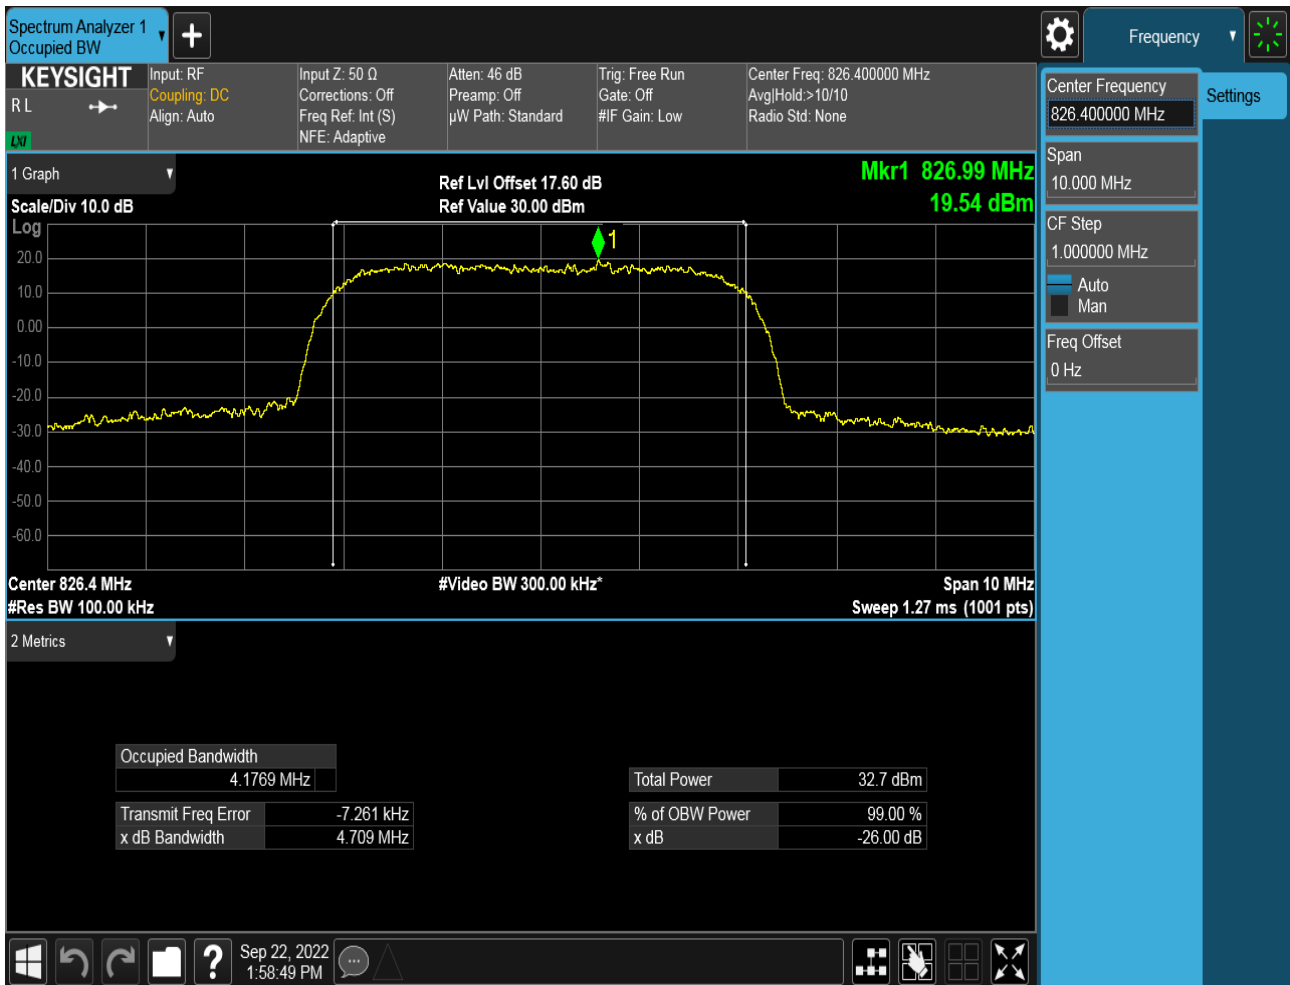 Spectrum Analyzer 1
Occupied BW
Frequency
KEYSIGHT
R L
LXI
Input: RF
Coupling: DC
Align: Auto
Input Z: 50 Ω
Corrections: Off
Freq Ref: Int (S)
NFE: Adaptive
Atten: 46 dB
Preamp: Off
µW Path: Standard
Trig: Free Run
Gate: Off
#IF Gain: Low
Center Freq: 826.400000 MHz
Avg|Hold:>10/10
Radio Std: None
Center Frequency
826.400000 MHz
Settings
Span
10.000 MHz
CF Step
1.000000 MHz
Auto
Man
Freq Offset
0 Hz
1 Graph
Scale/Div 10.0 dB
Log
Ref Lvl Offset 17.60 dB
Ref Value 30.00 dBm
Mkr1 826.99 MHz
19.54 dBm
1
20.0
10.0
0.00
-10.0
-20.0
-30.0
-40.0
-50.0
-60.0
Center 826.4 MHz
#Video BW 300.00 kHz*
Span 10 MHz
#Res BW 100.00 kHz
Sweep 1.27 ms (1001 pts)
2 Metrics
Occupied Bandwidth
4.1769 MHz
Total Power 32.7 dBm
Transmit Freq Error -7.261 kHz
% of OBW Power 99.00 %
x dB Bandwidth 4.709 MHz
x dB -26.00 dB
?
Sep 22, 2022
1:58:49 PM